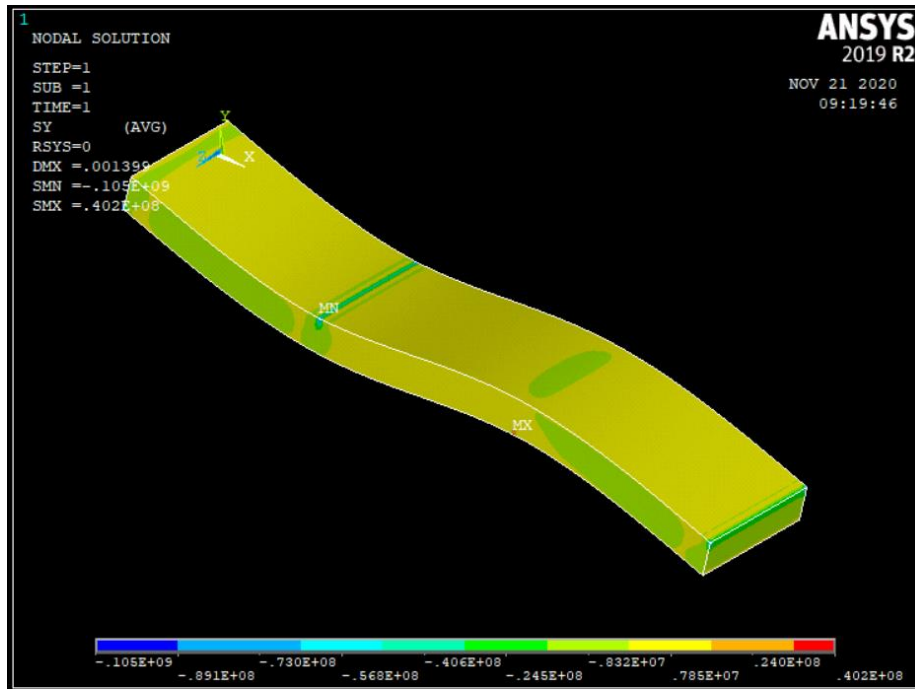 1
NODAL SOLUTION
STEP=1
SUB =1
TIME=1
SY (AVG)
RSYS=0
DMX =.001399
SMN =-.105E+09
SMX =.402E+08
ANSYS
2019 R2
NOV 21 2020
09:19:46
Y
Z X
MN
MX
-.105E+09 -.730E+08 -.406E+08 -.832E+07 .240E+08
-.891E+08 -.568E+08 -.245E+08 .785E+07 .402E+08